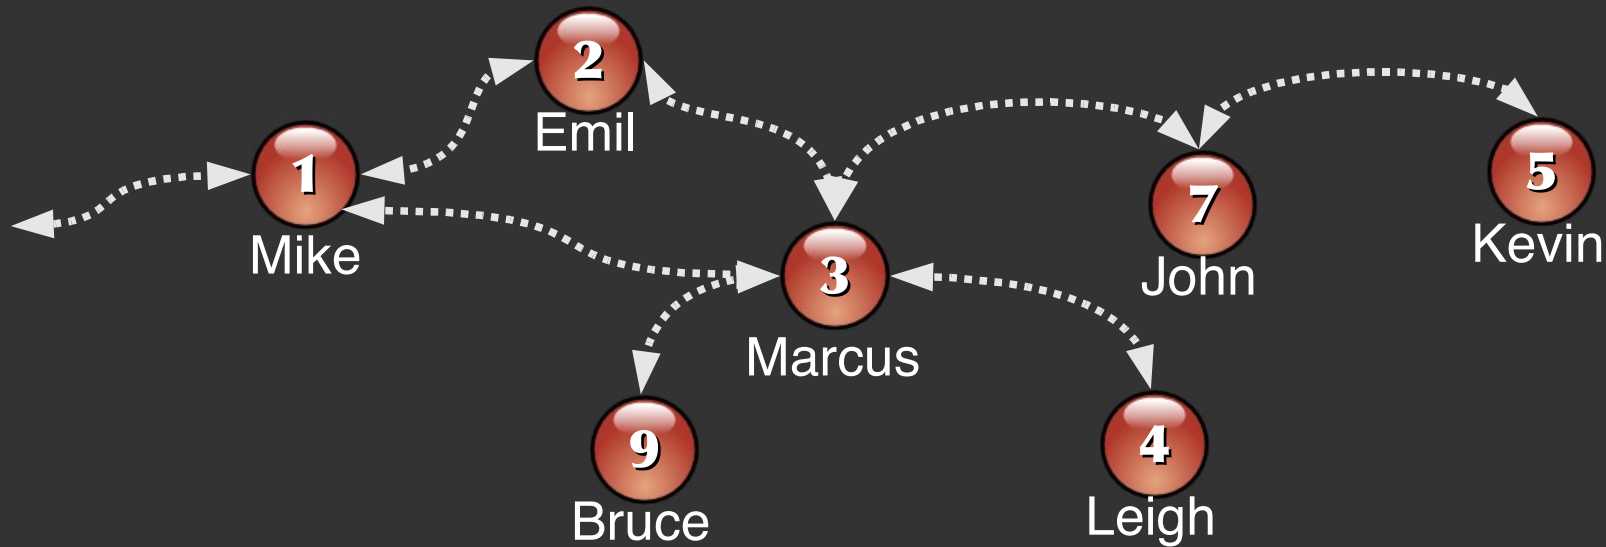 2
Emil
1
Mike
3
Marcus
7
John
5
Kevin
9
Bruce
4
Leigh